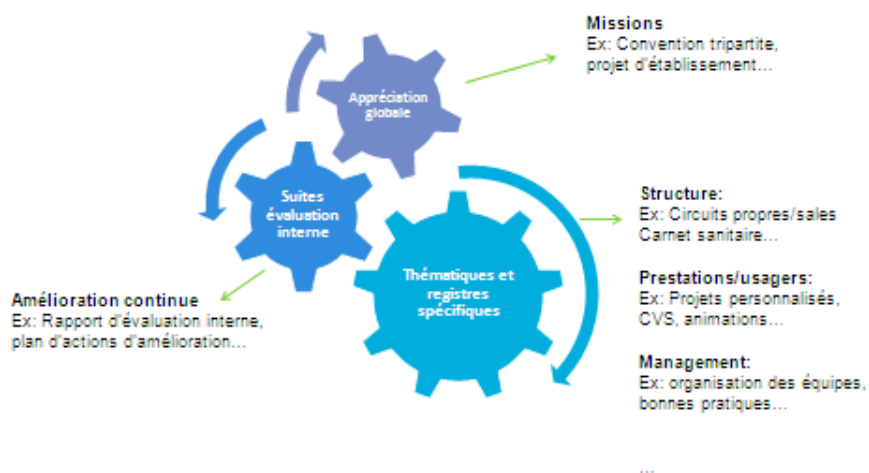 Missions
Ex: Convention tripartite,
projet d'établissement...
Appréciation
globale
Suites
évaluation
interne
Structure:
Ex: Circuits propres/sales
Carnet sanitaire...
Thématiques et
registres
spécifiques
Prestations/usagers:
Ex: Projets personnalisés,
CVS, animations...
Amélioration continue
Ex: Rapport d'évaluation interne,
plan d'actions d'amélioration...
Management:
Ex: organisation des équipes,
bonnes pratiques...
...